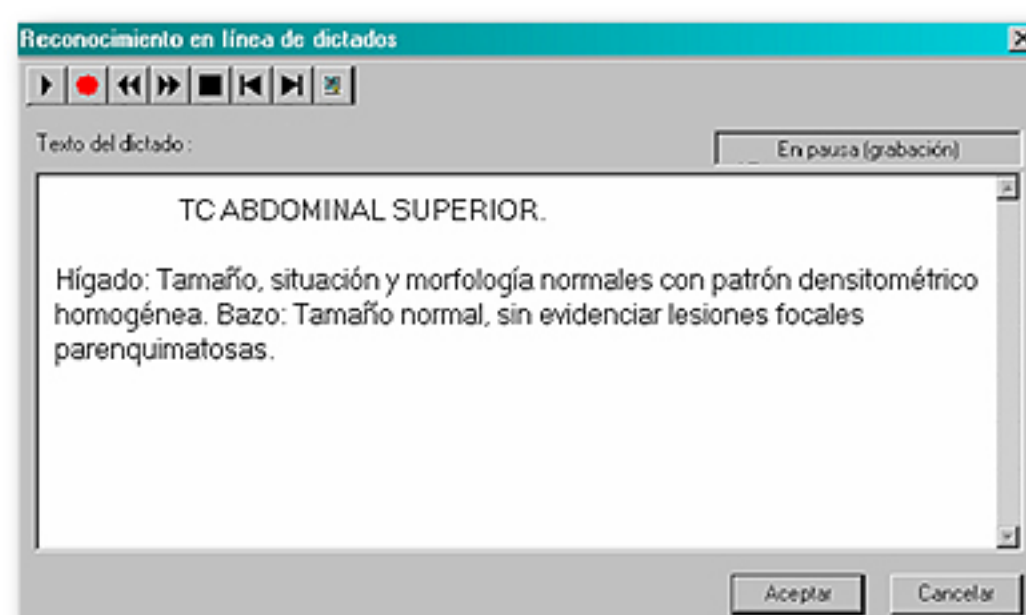 Reconocimiento en línea de dictados
Texto del dictado :
En pausa (grabación)
TC ABDOMINAL SUPERIOR.
Hígado: Tamaño, situación y morfología normales con patrón densitométrico
homogénea. Bazo: Tamaño normal, sin evidenciar lesiones focales
parenquimatosas.
Aceptar
Cancelar